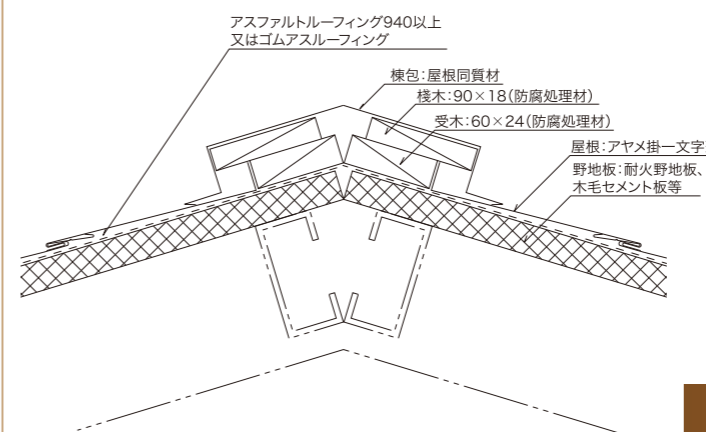 アスファルトルーフィング940以上
又はゴムアスルーフィング
棟包:屋根同質材
棧木:90×18(防腐処理材)
受木:60×24(防腐処理材)
屋根:アヤメ掛一文字
野地板:耐火野地板、
木毛セメント板等